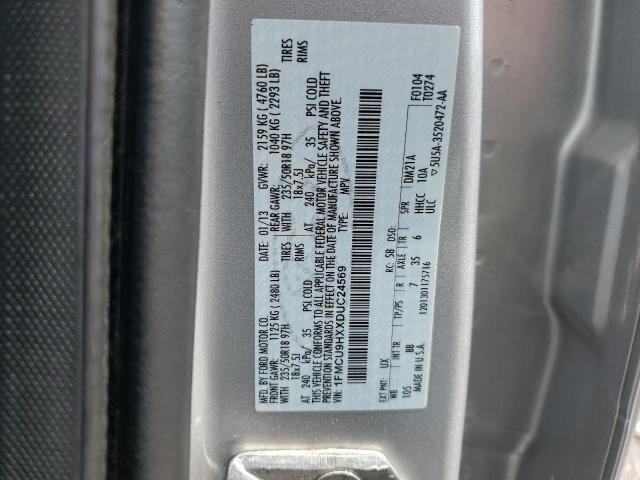 MFD. BY FORD MOTOR CO.
DATE: 01/13 GVWR: 2159 KG ( 4760 LB)
FRONT GAWR: 1125 KG ( 2480 LB) REAR GAWR: 1040 KG ( 2293 LB)
WITH 235/50R18 97H TIRES WITH 235/50R18 97H TIRES
18x7.5J RIMS 18x7.5J RIMS
AT 240 kPa/ 35 PSI COLD AT 240 kPa/ 35 PSI COLD
THIS VEHICLE CONFORMS TO ALL APPLICABLE FEDERAL MOTOR VEHICLE SAFETY AND THEFT
PREVENTION STANDARDS IN EFFECT ON THE DATE OF MANUFACTURE SHOWN ABOVE.
VIN: 1FMCU9HXXDUC24569 TYPE: MPV
F0104
EXT PNT: UX RC: 58 DSO: T0274
WB INT TR TP/PS R AXLE TR SPR DM21A
105 BB 7 35 6 HHCC 10A
MADE IN U.S.A. 1201301175716 ULC ▽5U5A-3520472-AA